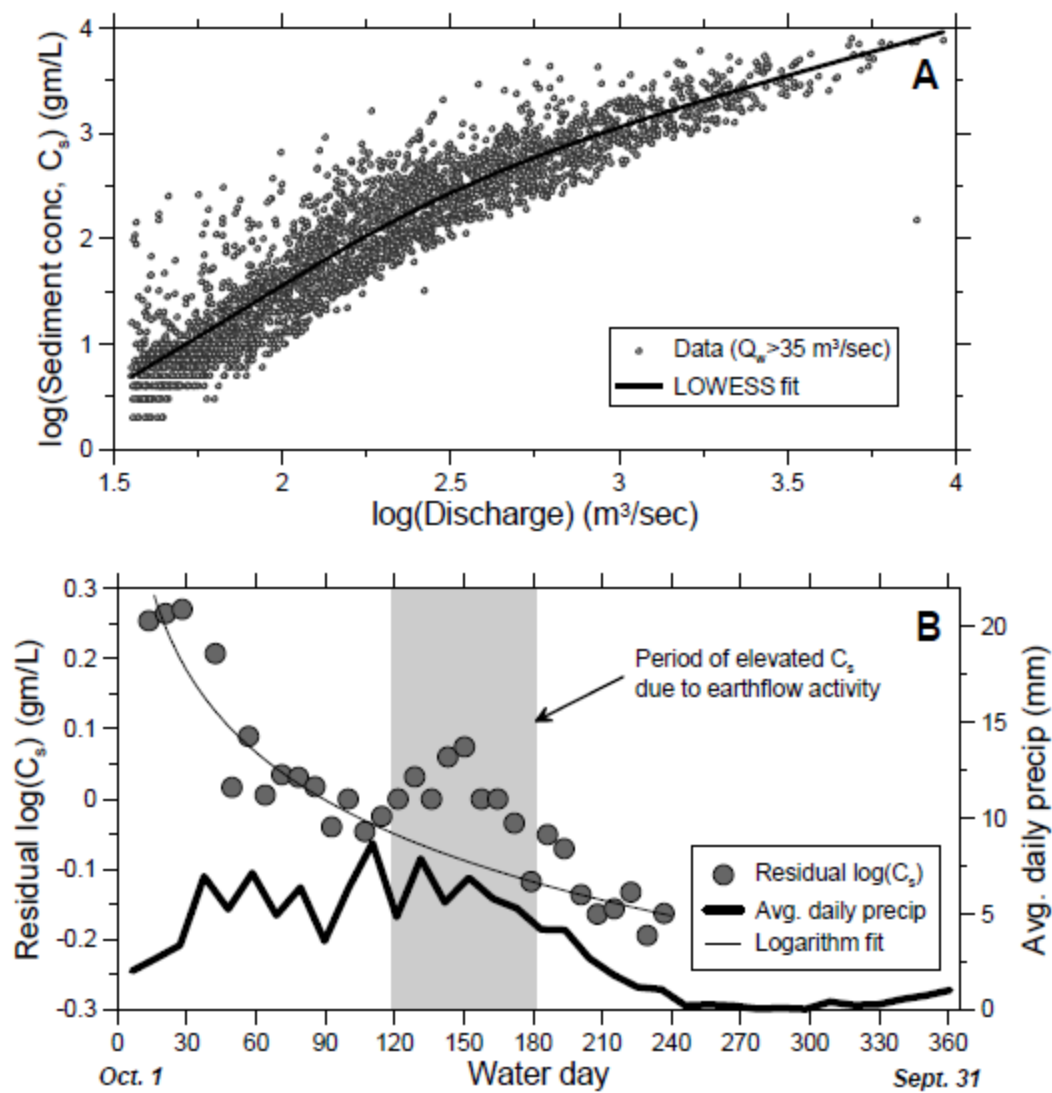 4
3
2
1
0
log(Sediment conc, Cₛ) (gm/L)
A
Data (Q_w>35 m³/sec)
LOWESS fit
1.5 2 2.5 3 3.5 4
log(Discharge) (m³/sec)
0.3
0.2
0.1
0
-0.1
-0.2
-0.3
Residual log(Cₛ) (gm/L)
B
Period of elevated Cₛ
due to earthflow activity
Residual log(Cₛ)
Avg. daily precip
Logarithm fit
20
15
10
5
0
Avg. daily precip (mm)
0 30 60 90 120 150 180 210 240 270 300 330 360
Oct. 1 Water day Sept. 31